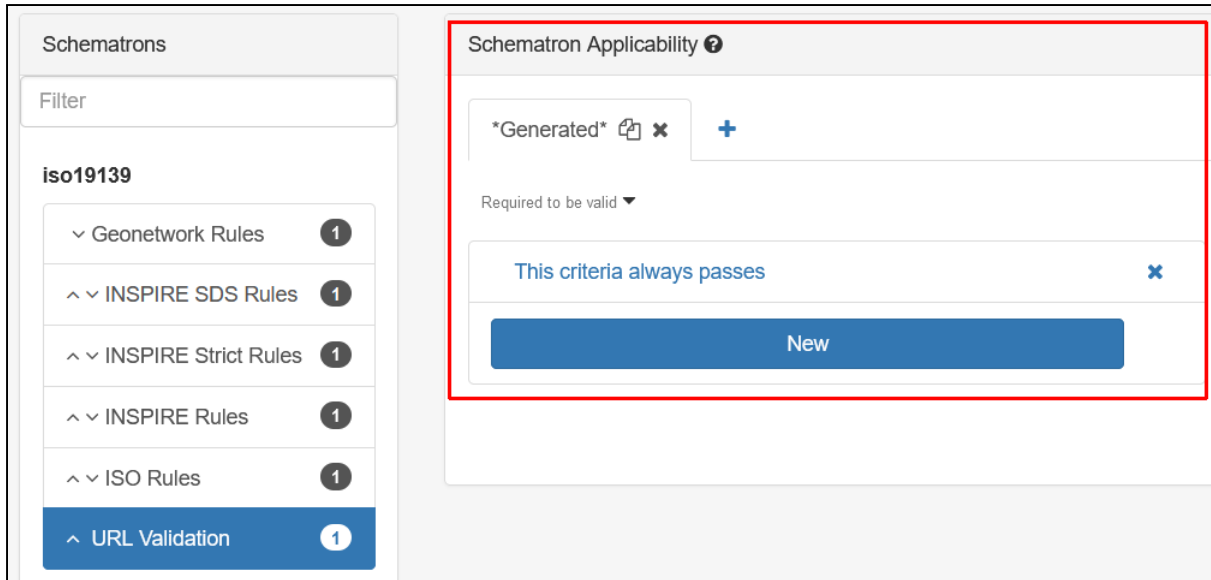 Schematrons
Filter
iso19139
Geonetwork Rules 1
INSPIRE SDS Rules 1
INSPIRE Strict Rules 1
INSPIRE Rules 1
ISO Rules 1
URL Validation 1
Schematron Applicability
*Generated*
Required to be valid
This criteria always passes
New